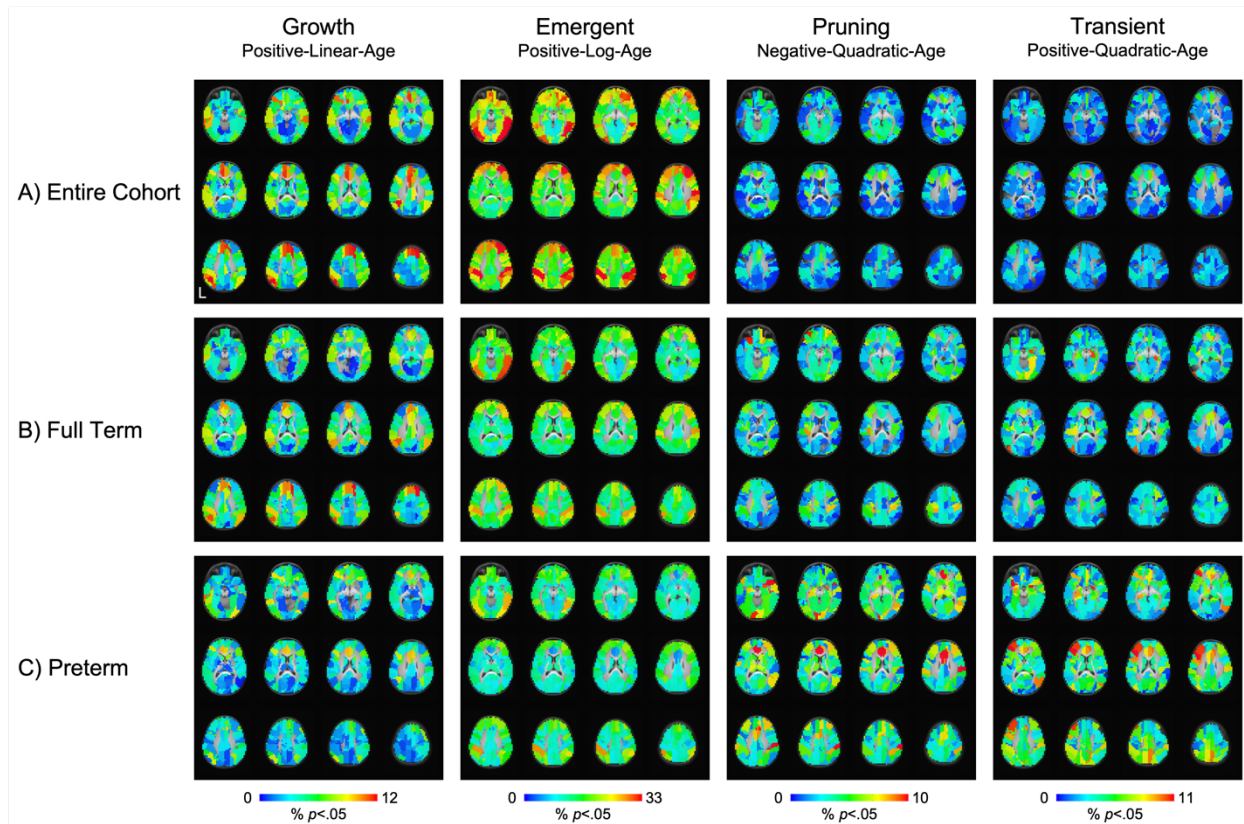 Growth
Positive-Linear-Age
Emergent
Positive-Log-Age
Pruning
Negative-Quadratic-Age
Transient
Positive-Quadratic-Age
A) Entire Cohort
L
B) Full Term
C) Preterm
0 12
% p<.05
0 33
% p<.05
0 10
% p<.05
0 11
% p<.05